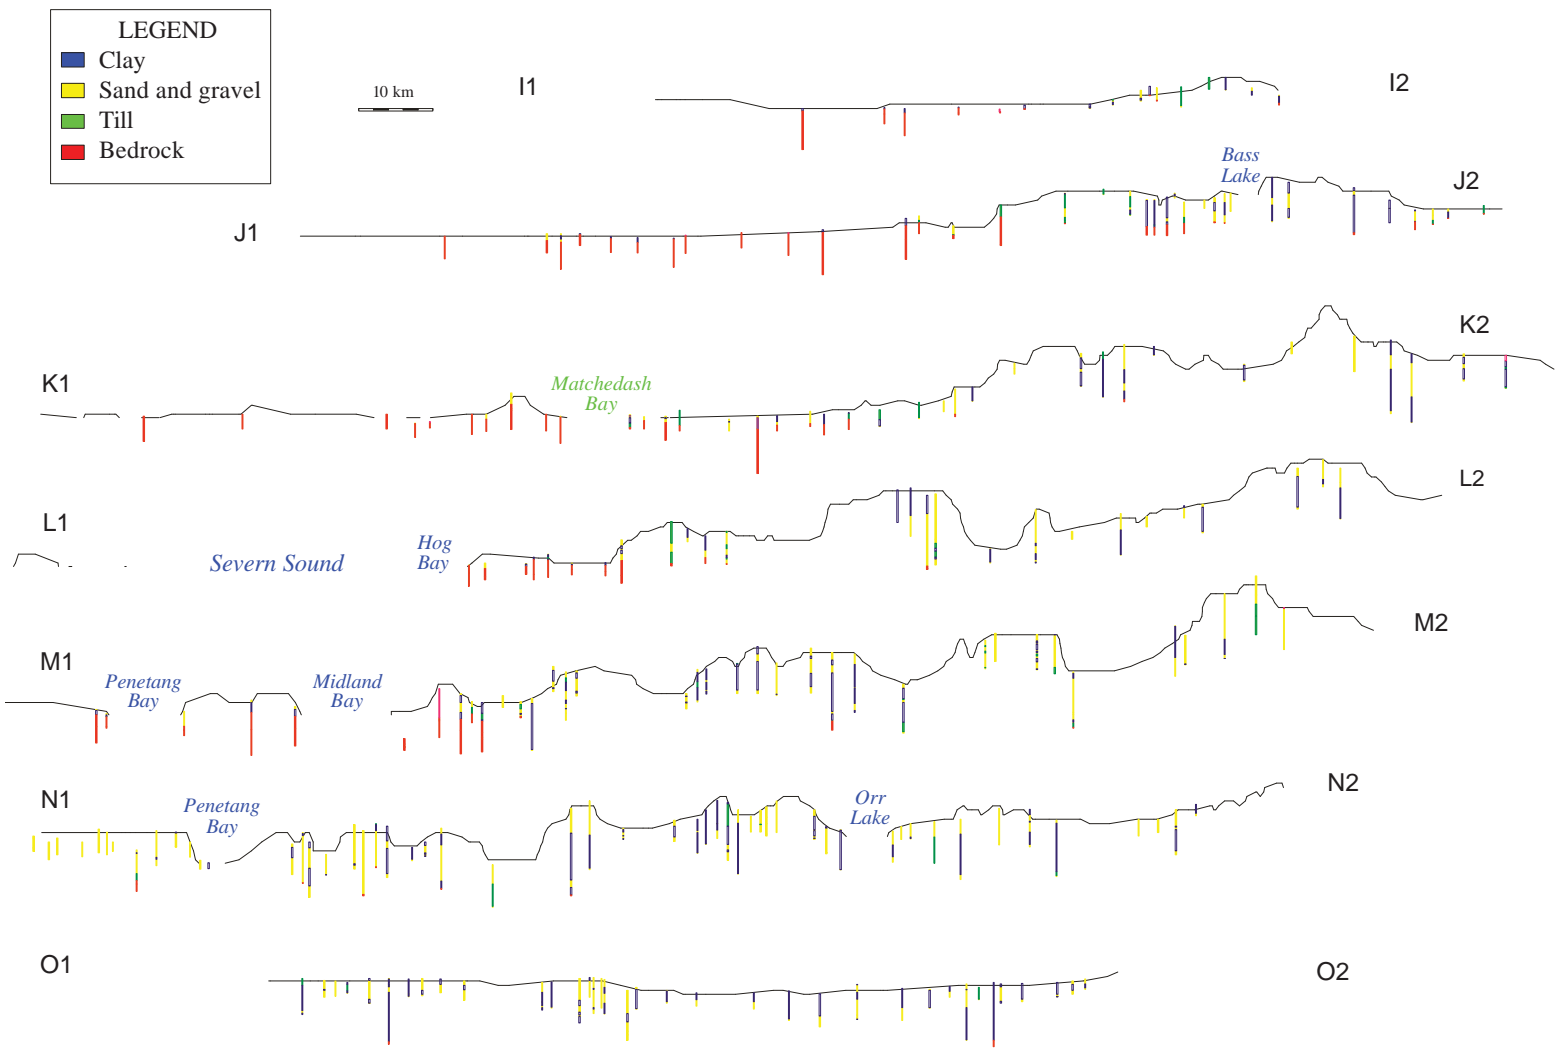 LEGEND
Clay
Sand and gravel
Till
Bedrock
10 km
I1
I2
Bass
Lake
J1
J2
K1
Matchedash
Bay
K2
L1
Severn Sound
Hog
Bay
L2
M1
Penetang
Bay
Midland
Bay
M2
N1
Penetang
Bay
Orr
Lake
N2
O1
O2